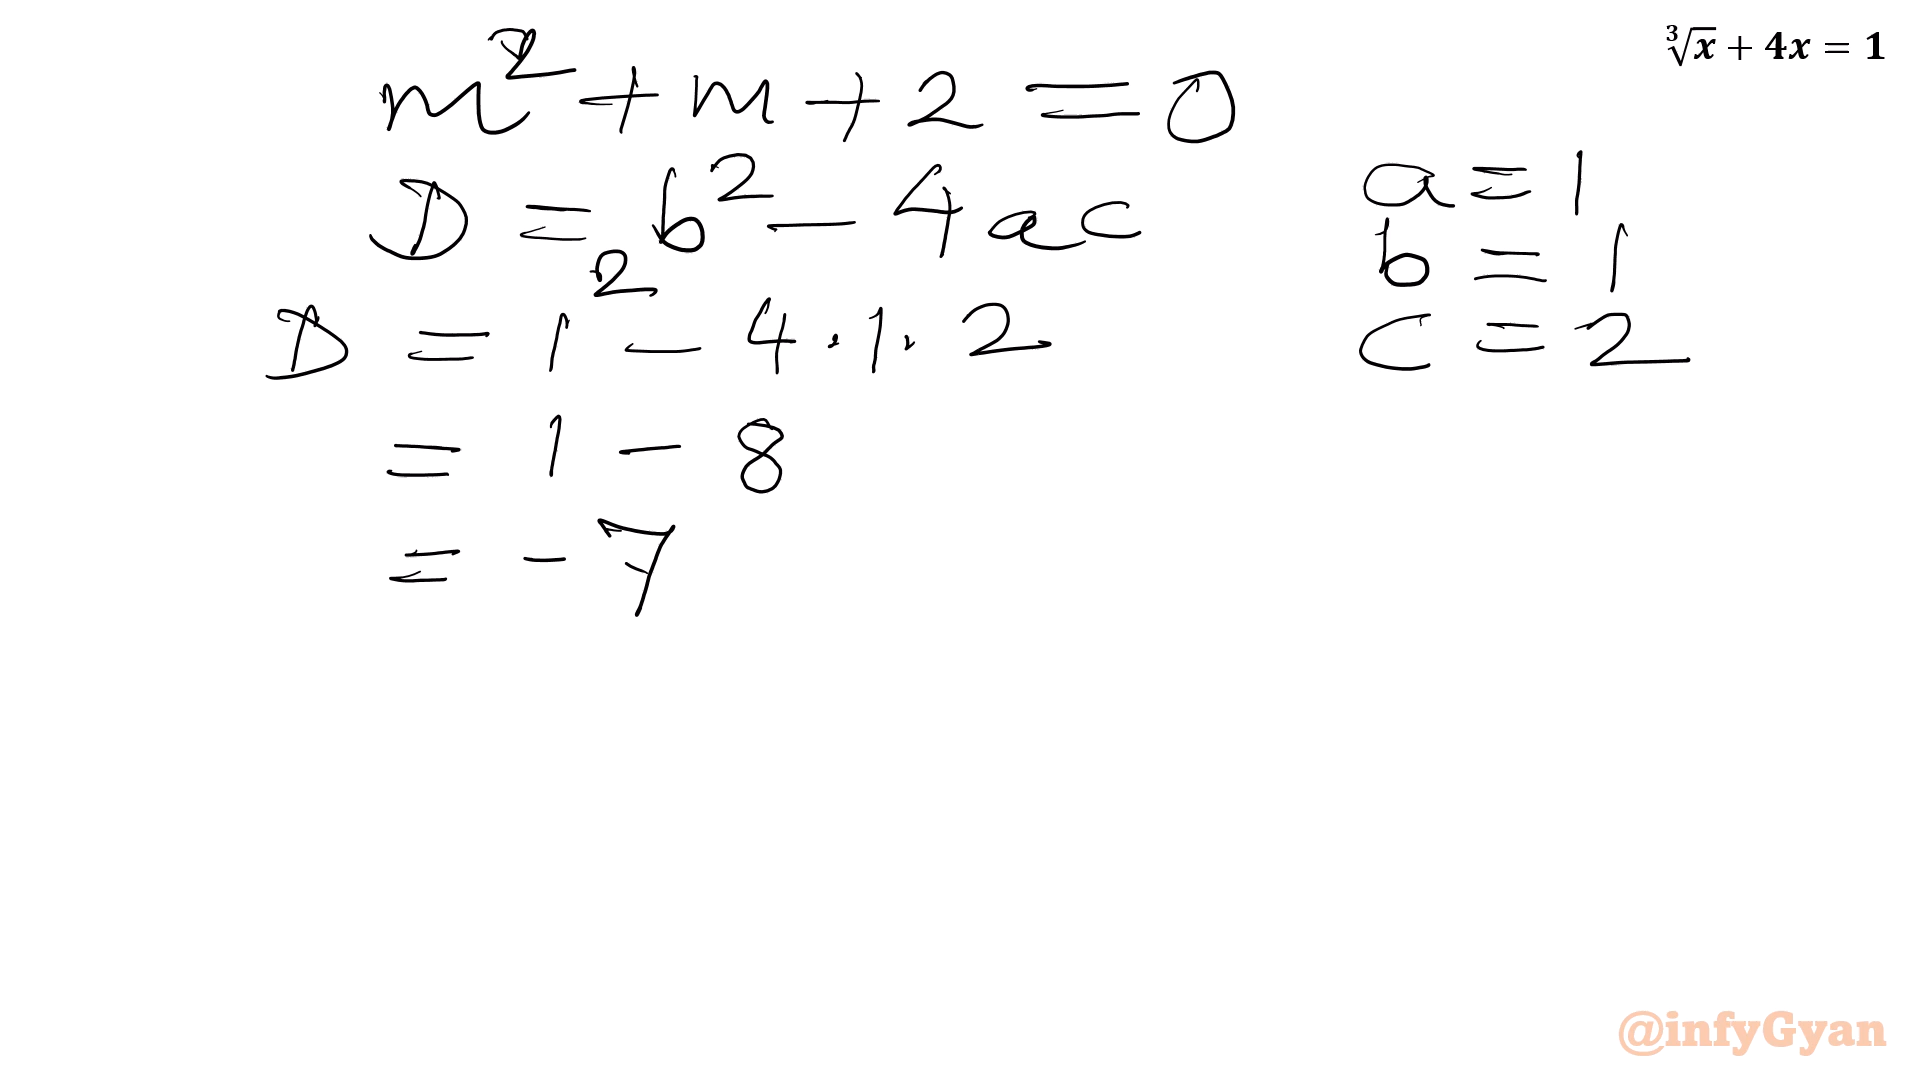 ∛x + 4x = 1
m² + m + 2 = 0
D = b² - 4ac
a = 1
b = 1
D = 1² - 4.1.2
c = 2
= 1 - 8
= - 7
@infyGyan